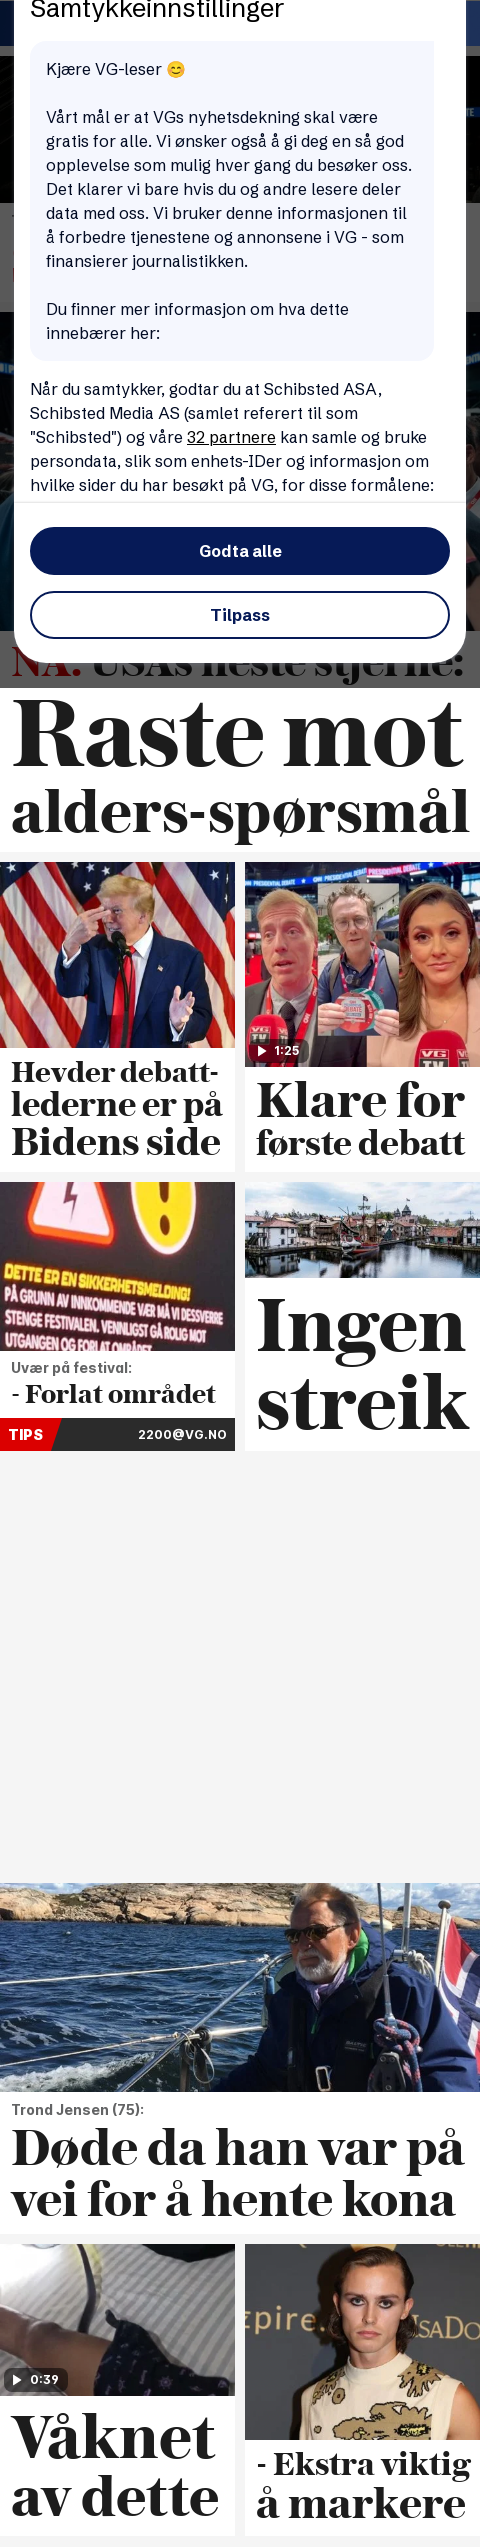 Samtykkeinnstillinger
Kjære VG-leser 😊
Vårt mål er at VGs nyhetsdekning skal være
gratis for alle. Vi ønsker også å gi deg en så god
opplevelse som mulig hver gang du besøker oss.
Det klarer vi bare hvis du og andre lesere deler
data med oss. Vi bruker denne informasjonen til
å forbedre tjenestene og annonsene i VG - som
finansierer journalistikken.
Du finner mer informasjon om hva dette
innebærer her:
Når du samtykker, godtar du at Schibsted ASA,
Schibsted Media AS (samlet referert til som
"Schibsted") og våre 32 partnere kan samle og bruke
persondata, slik som enhets-IDer og informasjon om
hvilke sider du har besøkt på VG, for disse formålene:
Godta alle
Tilpass
NÅ: USAs neste stjerne:
Raste mot
alders-spørsmål
Hevder debatt-
lederne er på
Bidens side
PRESIDENTIAL DEBATE
DEBATE
VG
TV
VG
1:25
Klare for
første debatt
DETTE ER EN SIKKERHETSMELDING!
PÅ GRUNN AV INNKOMMENDE VÆR MÅ VI DESSVERRE
STENGE FESTIVALEN. VENNLIGST GÅ ROLIG MOT
UTGANGEN OG FORLAT OMRÅDET
Uvær på festival:
- Forlat området
TIPS
2200@VG.NO
Ingen
streik
Trond Jensen (75):
Døde da han var på
vei for å hente kona
0:39
Våknet
av dette
zpire.
- Ekstra viktig
å markere